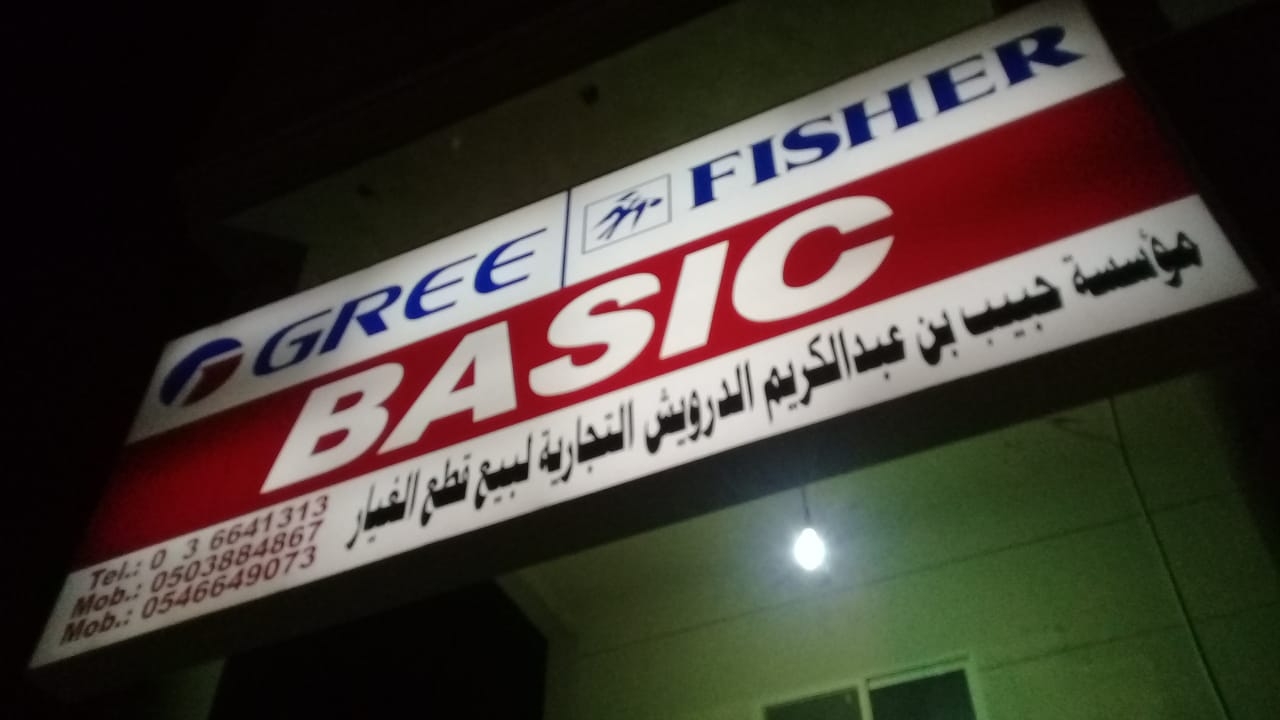 GREE FISHER
BASIC
مؤسسة حبيب بن عبدالكريم الدرويش التجارية لبيع قطع الغيار
Tel.: 0 3 6641313
Mob.: 0503884867
Mob.: 0546649073